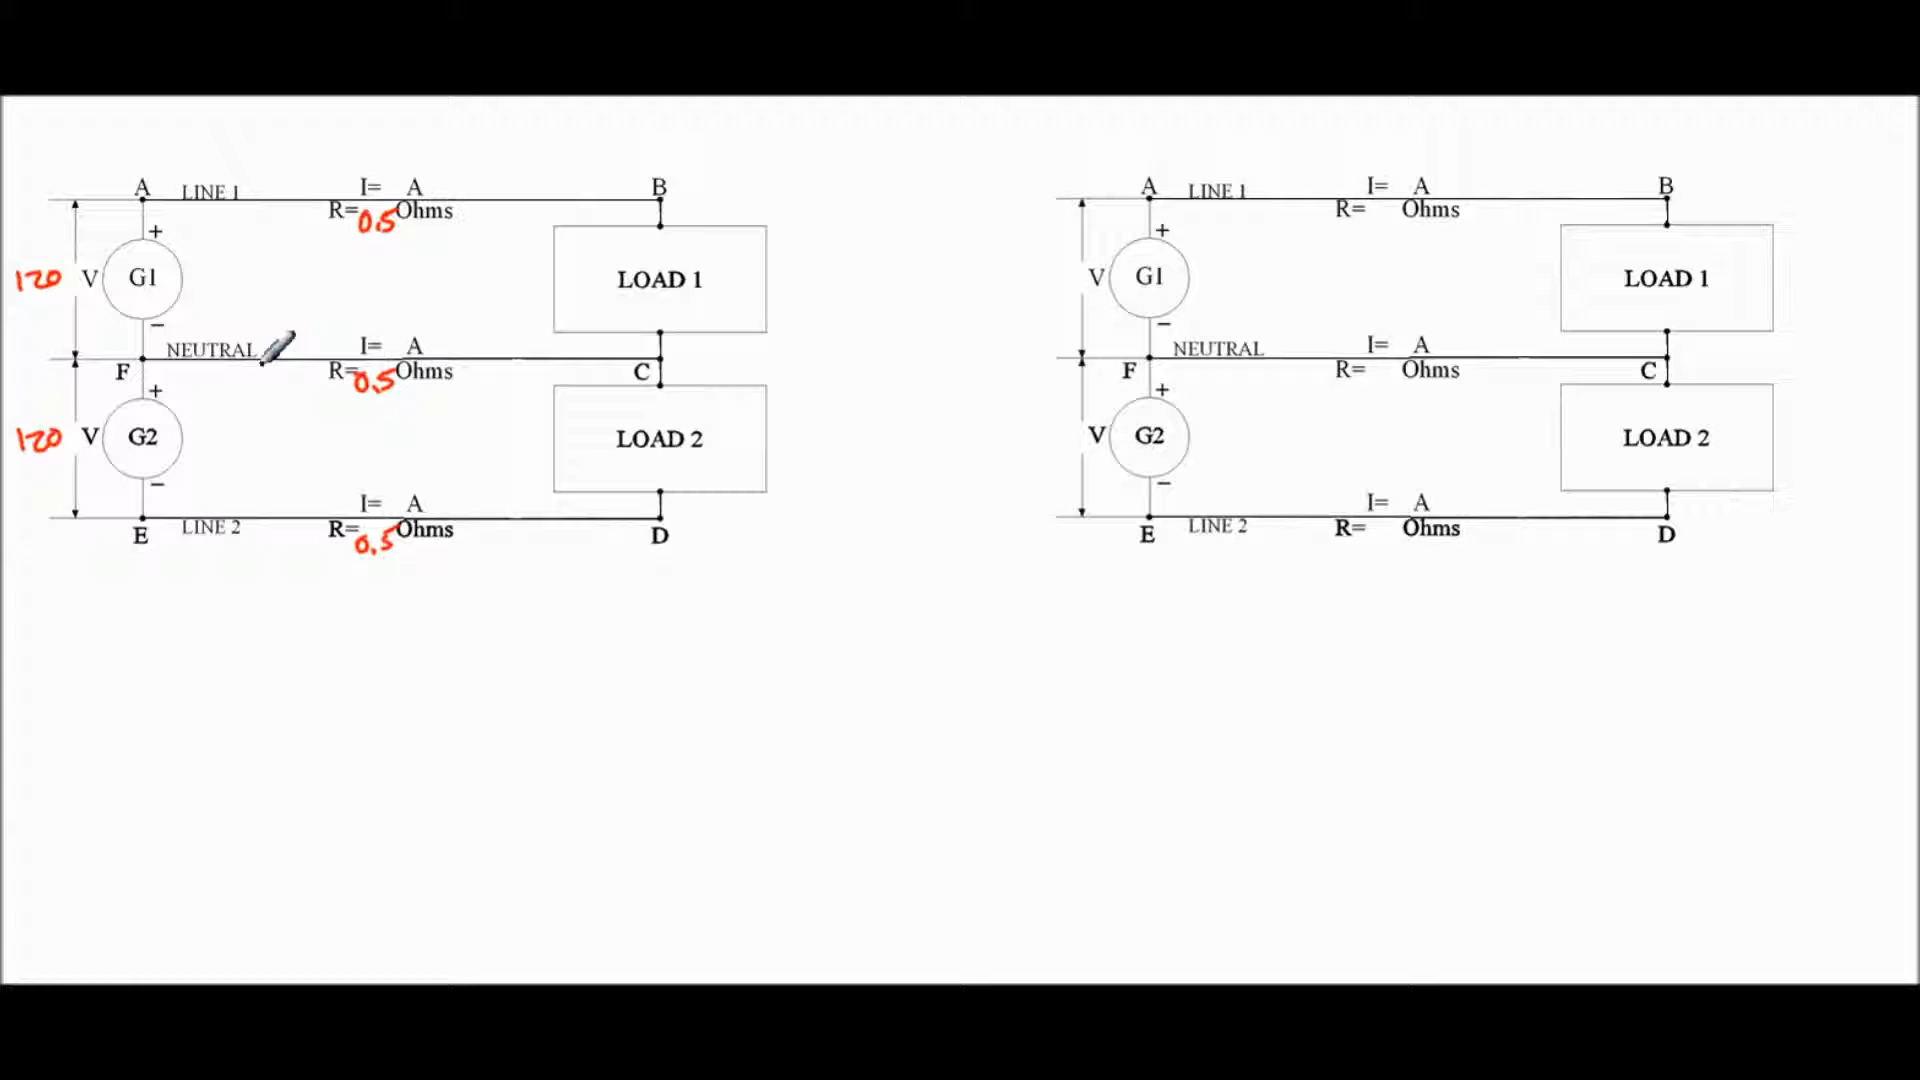 A LINE 1 I= A B
R= 0.5 Ohms
+
120 V G1 LOAD 1
−
NEUTRAL I= A
F R= 0.5 Ohms C
+
120 V G2 LOAD 2
−
I= A
E LINE 2 R= 0.5 Ohms D
A LINE 1 I= A B
R= Ohms
+
V G1 LOAD 1
−
NEUTRAL I= A
F R= Ohms C
+
V G2 LOAD 2
−
I= A
E LINE 2 R= Ohms D